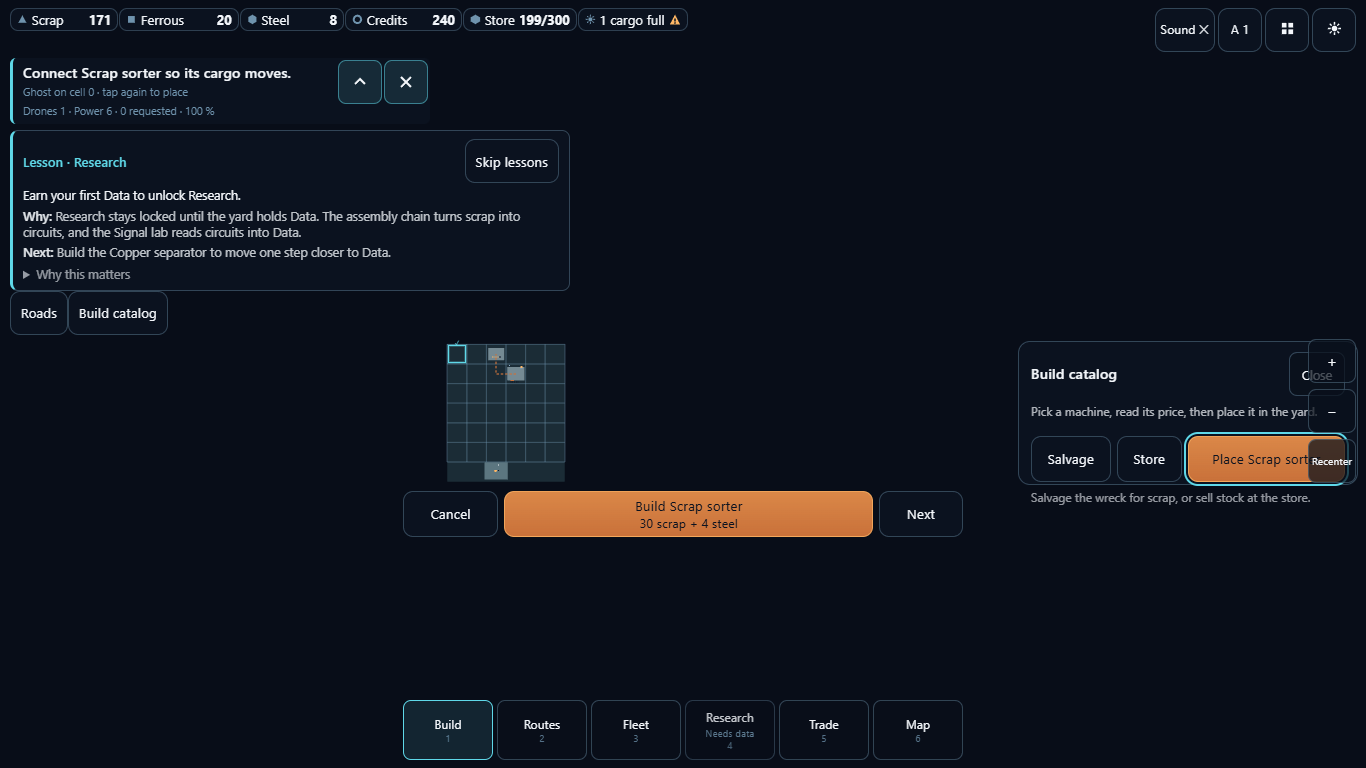 Scrap 171
Ferrous 20
Steel 8
Credits 240
Store 199/300
1 cargo full
Sound
A 1
Connect Scrap sorter so its cargo moves.
Ghost on cell 0 · tap again to place
Drones 1 · Power 6 · 0 requested · 100 %
Lesson · Research
Skip lessons
Earn your first Data to unlock Research.
Why: Research stays locked until the yard holds Data. The assembly chain turns scrap into
circuits, and the Signal lab reads circuits into Data.
Next: Build the Copper separator to move one step closer to Data.
Why this matters
Roads
Build catalog
Build catalog
Close
Pick a machine, read its price, then place it in the yard.
Salvage
Store
Place Scrap sort
+
−
Recenter
Salvage the wreck for scrap, or sell stock at the store.
Cancel
Build Scrap sorter
30 scrap + 4 steel
Next
Build
1
Routes
2
Fleet
3
Research
Needs data
4
Trade
5
Map
6